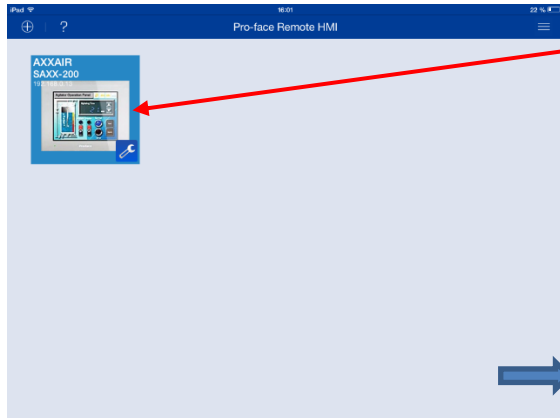 iPad
16:01
22 %
?
Pro-face Remote HMI
AXXAIR
SAXX-200